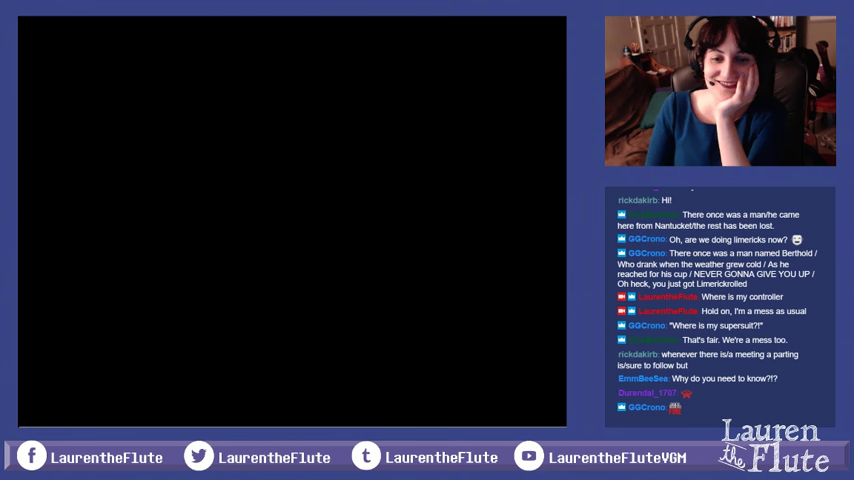 rickdakirb: Hi!
There once was a man/he came
here from Nantucket/the rest has been lost.
GGCrono: Oh, are we doing limericks now?
GGCrono: There once was a man named Berthold /
Who drank when the weather grew cold / As he
reached for his cup / NEVER GONNA GIVE YOU UP /
Oh heck, you just got Limerickrolled
LaurentheFlute: Where is my controller
LaurentheFlute: Hold on, I'm a mess as usual
GGCrono: "Where is my supersuit?!"
That's fair. We're a mess too.
rickdakirb: whenever there is/a meeting a parting
is/sure to follow but
EmmBeeSea: Why do you need to know?!?
Durendal_1707:
GGCrono:
Lauren
the Flute
LaurentheFlute
LaurentheFlute
LaurentheFlute
LaurentheFluteVGM